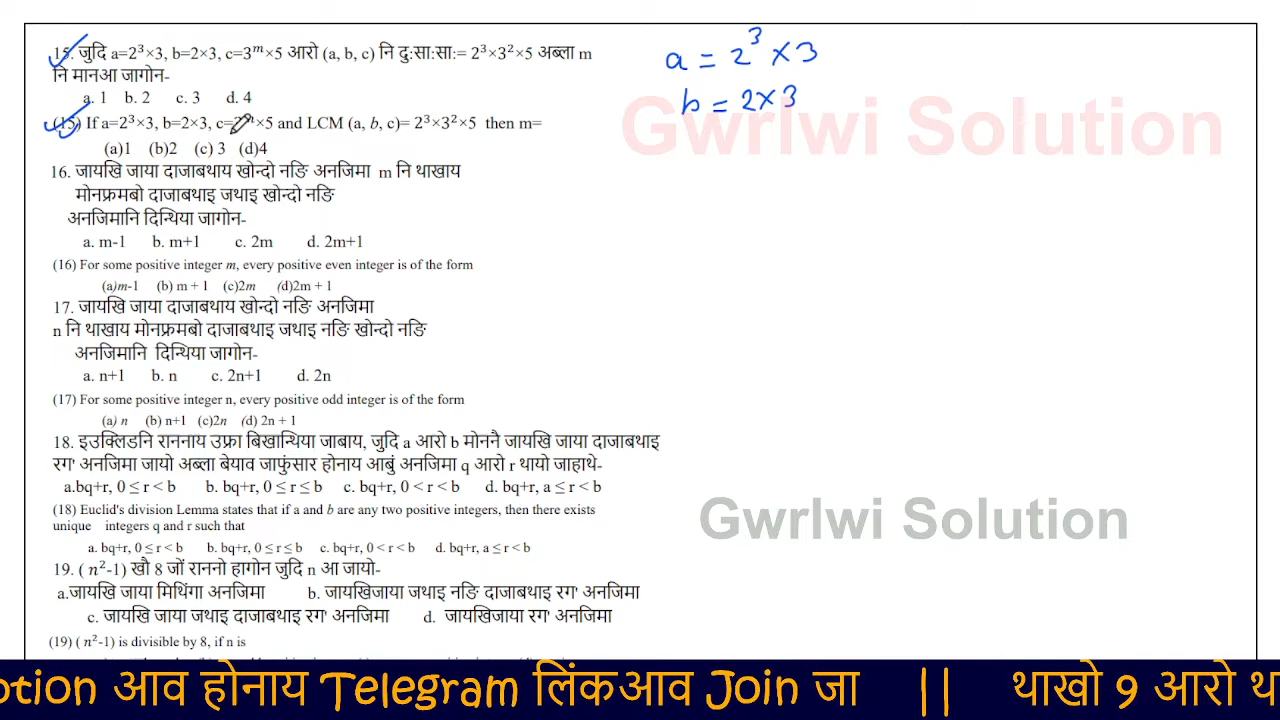 15. जुदि a=2³×3, b=2×3, c=3ᵐ×5 आरो (a, b, c) नि दु:सा:सा:= 2³×3²×5 अब्ला m
नि मानआ जागोन-
a. 1 b. 2 c. 3 d. 4
(15) If a=2³×3, b=2×3, c= ×5 and LCM (a, b, c)= 2³×3²×5 then m=
(a)1 (b)2 (c) 3 (d)4
16. जायखि जाया दाजाबथाय खोन्दो नङि अनजिमा m नि थाखाय
मोनफ्रमबो दाजाबथाइ जथाइ खोन्दो नङि
अनजिमानि दिन्थिया जागोन-
a. m-1 b. m+1 c. 2m d. 2m+1
(16) For some positive integer m, every positive even integer is of the form
(a)m-1 (b) m + 1 (c)2m (d)2m + 1
17. जायखि जाया दाजाबथाय खोन्दो नङि अनजिमा
n नि थाखाय मोनफ्रमबो दाजाबथाइ जथाइ नङि खोन्दो नङि
अनजिमानि दिन्थिया जागोन-
a. n+1 b. n c. 2n+1 d. 2n
(17) For some positive integer n, every positive odd integer is of the form
(a) n (b) n+1 (c)2n (d) 2n + 1
18. इउक्लिडनि राननाय उफ्रा बिखान्थिया जाबाय, जुदि a आरो b मोननै जायखि जाया दाजाबथाइ
रग' अनजिमा जायो अब्ला बेयाव जाफुंसार होनाय आबुं अनजिमा q आरो r थायो जाहाथे-
a.bq+r, 0 ≤ r < b b. bq+r, 0 ≤ r ≤ b c. bq+r, 0 < r < b d. bq+r, a ≤ r < b
(18) Euclid's division Lemma states that if a and b are any two positive integers, then there exists
unique integers q and r such that
a. bq+r, 0 ≤ r < b b. bq+r, 0 ≤ r ≤ b c. bq+r, 0 < r < b d. bq+r, a ≤ r < b
19. ( n²-1) खौ 8 जों राननो हागोन जुदि n आ जायो-
a.जायखि जाया मिथिंगा अनजिमा b. जायखिजाया जथाइ नङि दाजाबथाइ रग' अनजिमा
c. जायखि जाया जथाइ दाजाबथाइ रग' अनजिमा d. जायखिजाया रग' अनजिमा
(19) ( n²-1) is divisible by 8, if n is
a = 2³ × 3
b = 2×3
Gwrlwi Solution
Gwrlwi Solution
otion आव होनाय Telegram लिंकआव Join जा || थाखो 9 आरो थ